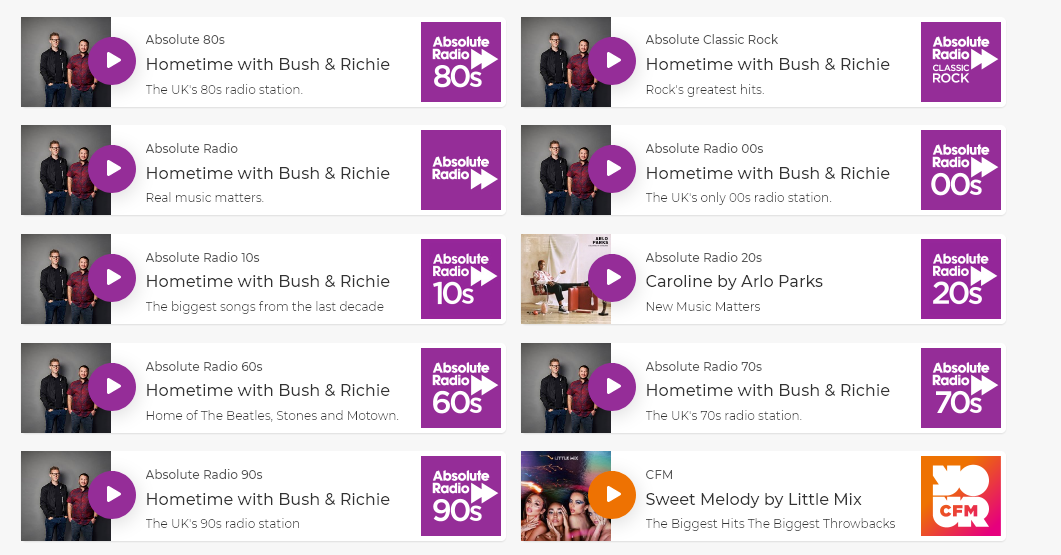 Absolute 80s
Hometime with Bush & Richie
The UK's 80s radio station.
Absolute
Radio
80s
Absolute Classic Rock
Hometime with Bush & Richie
Rock's greatest hits.
Absolute
Radio
CLASSIC
ROCK
Absolute Radio
Hometime with Bush & Richie
Real music matters.
Absolute
Radio
Absolute Radio 00s
Hometime with Bush & Richie
The UK's only 00s radio station.
Absolute
Radio
00s
Absolute Radio 10s
Hometime with Bush & Richie
The biggest songs from the last decade
Absolute
Radio
10s
ARLO
PARKS
Absolute Radio 20s
Caroline by Arlo Parks
New Music Matters
Absolute
Radio
20s
Absolute Radio 60s
Hometime with Bush & Richie
Home of The Beatles, Stones and Motown.
Absolute
Radio
60s
Absolute Radio 70s
Hometime with Bush & Richie
The UK's 70s radio station.
Absolute
Radio
70s
Absolute Radio 90s
Hometime with Bush & Richie
The UK's 90s radio station
Absolute
Radio
90s
LITTLE MIX
CFM
Sweet Melody by Little Mix
The Biggest Hits The Biggest Throwbacks
YO
CFM
UR